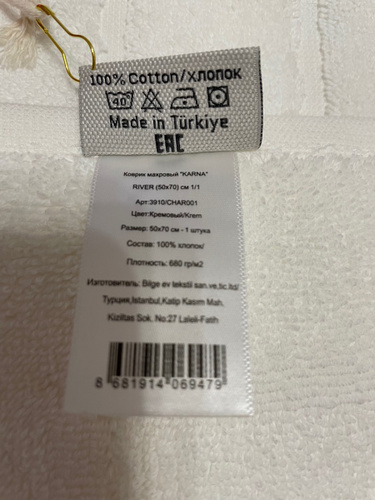 100% Cotton/хлопок
40°
Made in Türkiye
EAC
Коврик махровый "KARNA"
RIVER (50x70) см 1/1
Арт:3910/CHAR001
Цвет:Кремовый/Krem
Размер: 50x70 см - 1 штука
Состав: 100% хлопок/
Плотность: 680 гр/м2
Изготовитель: Bilge ev tekstil san.ve.tic.ltd/
Турция,Istanbul,Katip Kasım Mah.
Kiziltas Sok. No:27 Laleli-Fatih
8 681914 069479